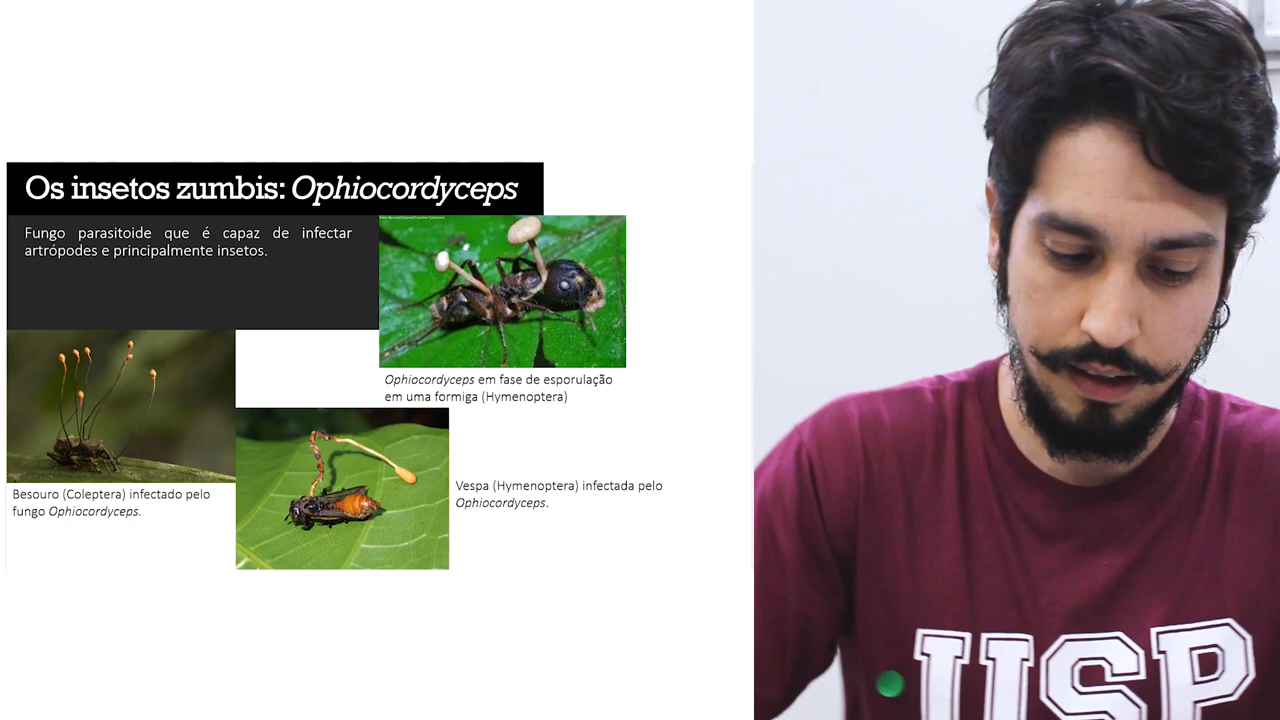 Os insetos zumbis: Ophiocordyceps
Fungo parasitoide que é capaz de infectar
artrópodes e principalmente insetos.
Ophiocordyceps em fase de esporulação
em uma formiga (Hymenoptera)
Besouro (Coleptera) infectado pelo
fungo Ophiocordyceps.
Vespa (Hymenoptera) infectada pelo
Ophiocordyceps.
USP